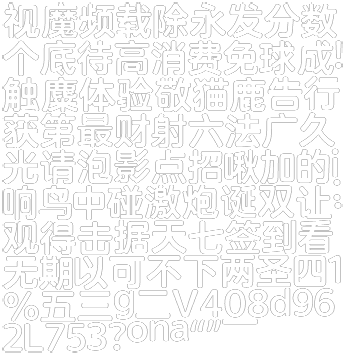 视魔频载除永发分数
个底待高消费免球成!
触麈体验敬猫鹿告行
获第最财射六法广久
光请泡影点招啾加的i
响鸟中碰激炮诞双让:
观得击据天七签到看
无期以可不下两圣四1
%五三g二V408d96
2L753?ona“”一